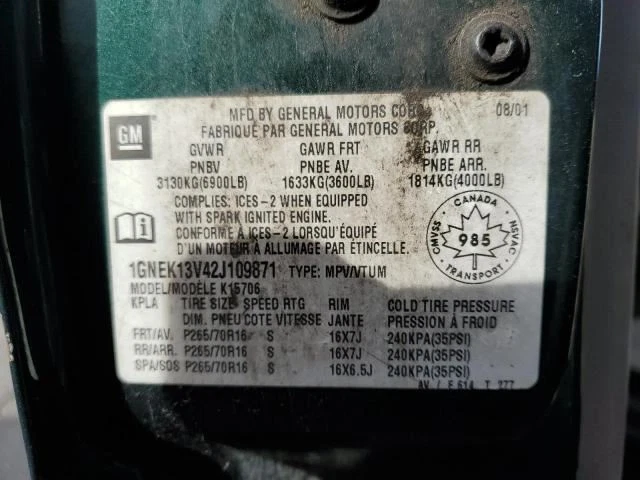 MFD BY GENERAL MOTORS CORP. 08/01
FABRIQUÉ PAR GENERAL MOTORS CORP.
GM
GVWR GAWR FRT GAWR RR
PNBV PNBE AV. PNBE ARR.
3130KG(6900LB) 1633KG(3600LB) 1814KG(4000LB)
COMPLIES: ICES-2 WHEN EQUIPPED
WITH SPARK IGNITED ENGINE.
CONFORME À ICES-2 LORSQU'ÉQUIPÉ
D'UN MOTEUR À ALLUMAGE PAR ÉTINCELLE.
CANADA
CMVSS 985 NSVAC
TRANSPORT
1GNEK13V42J109871 TYPE: MPV/VTUM
MODEL/MODÈLE K15706
KPLA TIRE SIZE SPEED RTG RIM COLD TIRE PRESSURE
DIM. PNEU COTE VITESSE JANTE PRESSION À FROID
FRT/AV. P265/70R16 S 16X7J 240KPA(35PSI)
RR/ARR. P265/70R16 S 16X7J 240KPA(35PSI)
SPA/SOS P265/70R16 S 16X6.5J 240KPA(35PSI)
AV / E 614 T 277